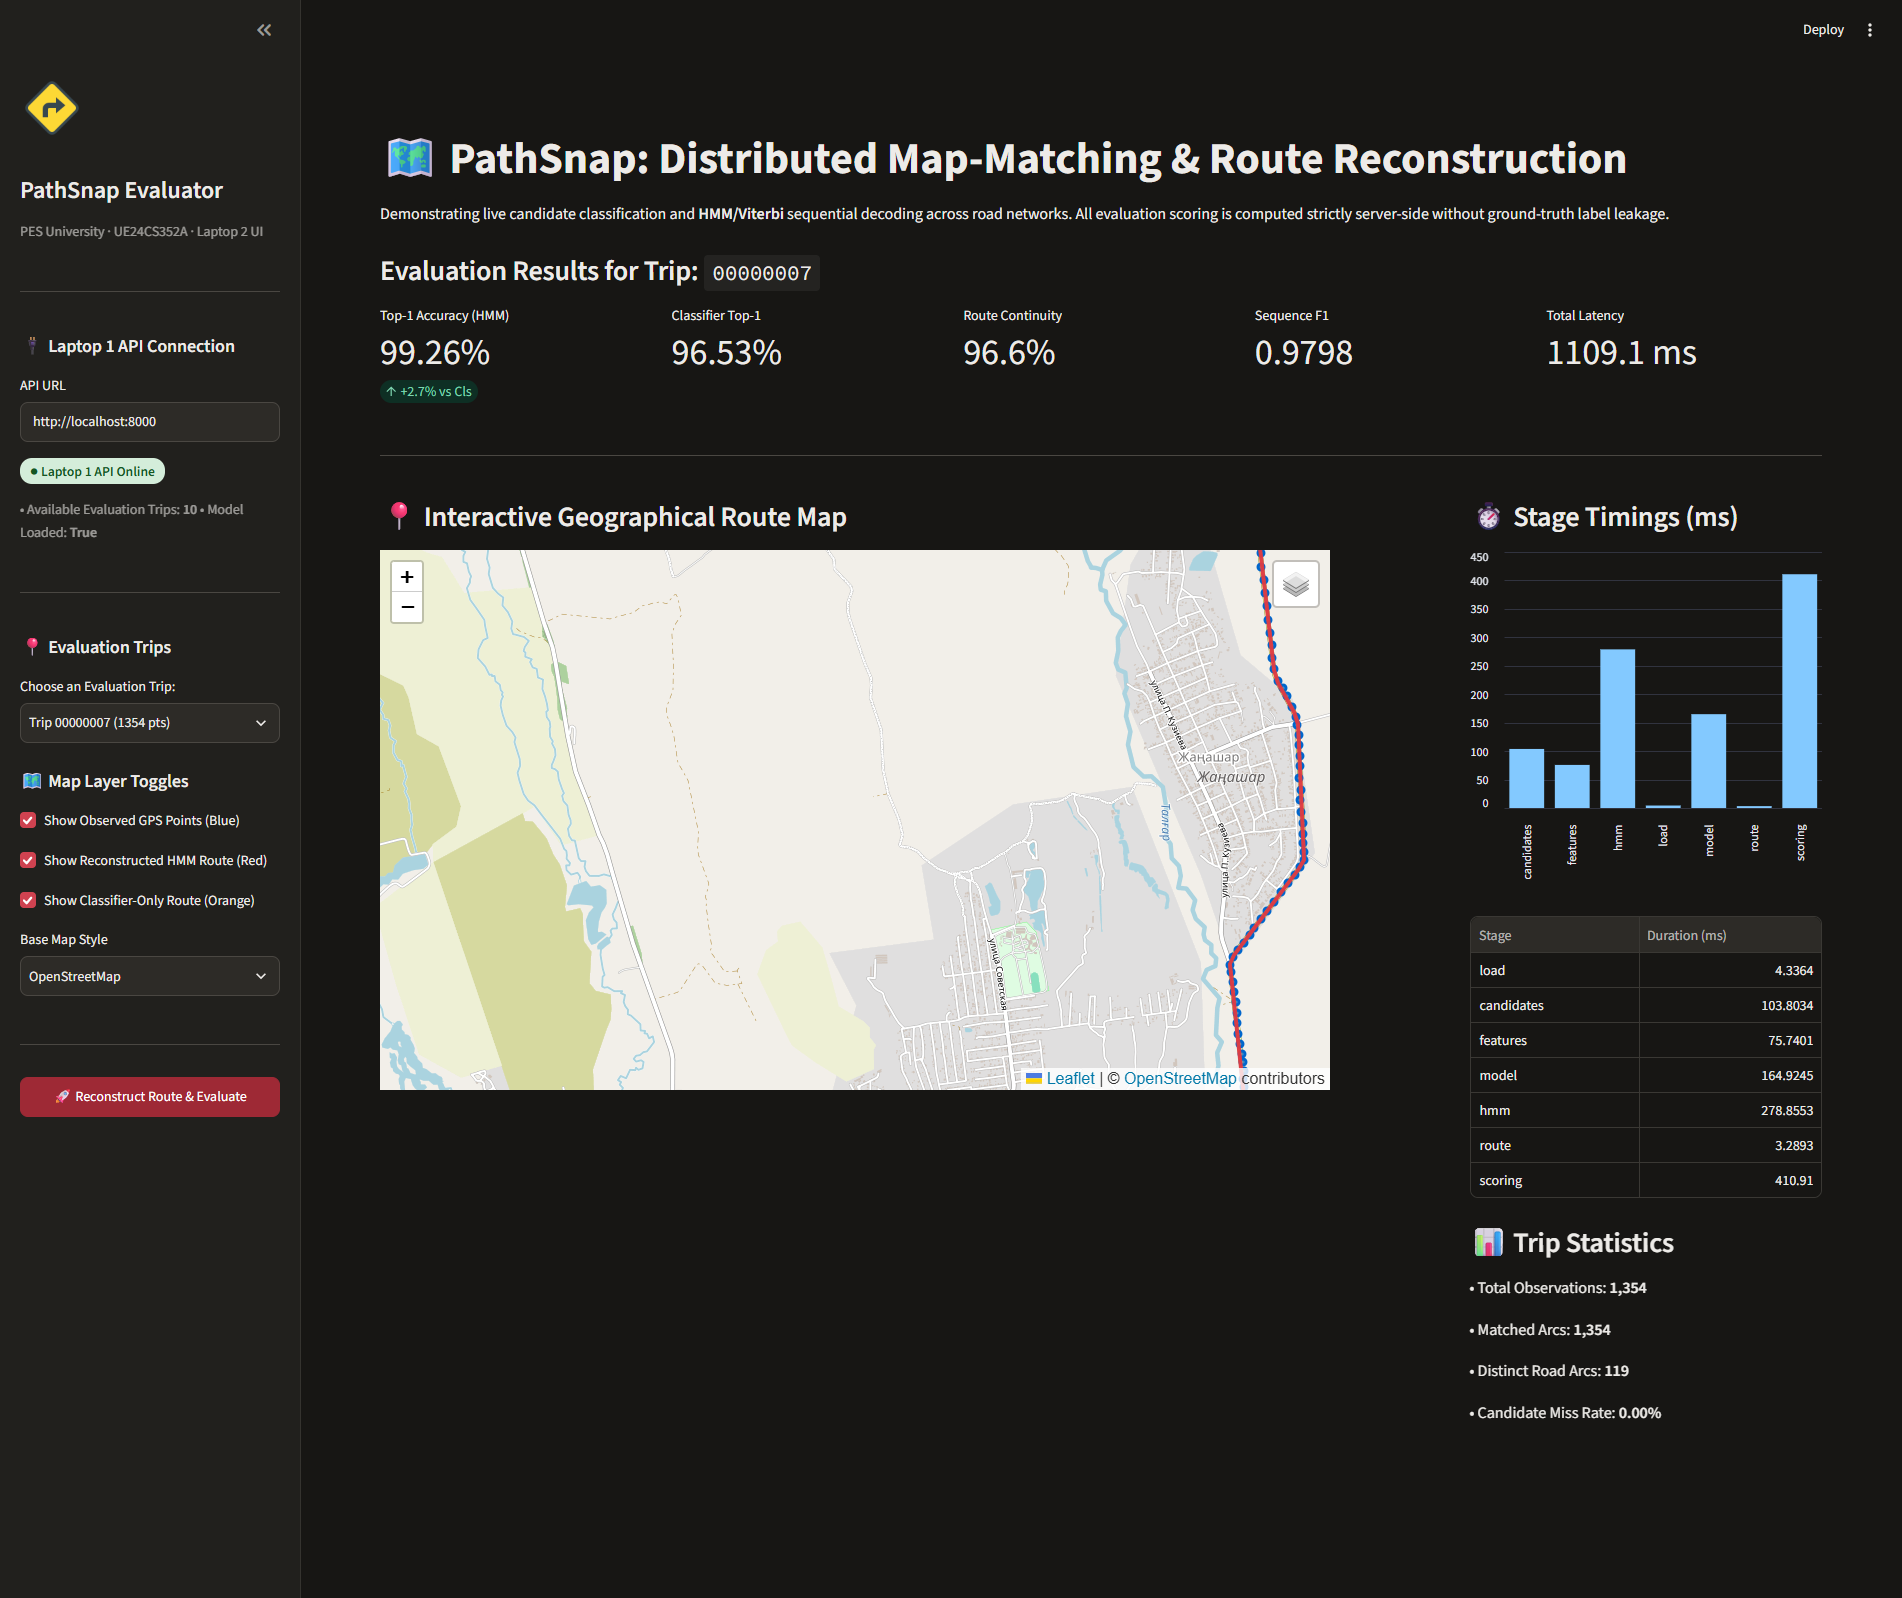 Deploy
PathSnap Evaluator
PES University · UE24CS352A · Laptop 2 UI
Laptop 1 API Connection
API URL
http://localhost:8000
Laptop 1 API Online
• Available Evaluation Trips: 10 • Model
Loaded: True
Evaluation Trips
Choose an Evaluation Trip:
Trip 00000007 (1354 pts)
Map Layer Toggles
Show Observed GPS Points (Blue)
Show Reconstructed HMM Route (Red)
Show Classifier-Only Route (Orange)
Base Map Style
OpenStreetMap
Reconstruct Route & Evaluate
PathSnap: Distributed Map-Matching & Route Reconstruction
Demonstrating live candidate classification and HMM/Viterbi sequential decoding across road networks. All evaluation scoring is computed strictly server-side without ground-truth label leakage.
Evaluation Results for Trip: 00000007
Top-1 Accuracy (HMM)
99.26%
↑ +2.7% vs Cls
Classifier Top-1
96.53%
Route Continuity
96.6%
Sequence F1
0.9798
Total Latency
1109.1 ms
Interactive Geographical Route Map
+
−
улица П. Кузиева
Жаңашар
Жаңашар
Талғар
улица П. Кузиева
улица Советская
Leaflet | © OpenStreetMap contributors
Stage Timings (ms)
450
400
350
300
250
200
150
100
50
0
candidates
features
hmm
load
model
route
scoring
Stage Duration (ms)
load 4.3364
candidates 103.8034
features 75.7401
model 164.9245
hmm 278.8553
route 3.2893
scoring 410.91
Trip Statistics
• Total Observations: 1,354
• Matched Arcs: 1,354
• Distinct Road Arcs: 119
• Candidate Miss Rate: 0.00%